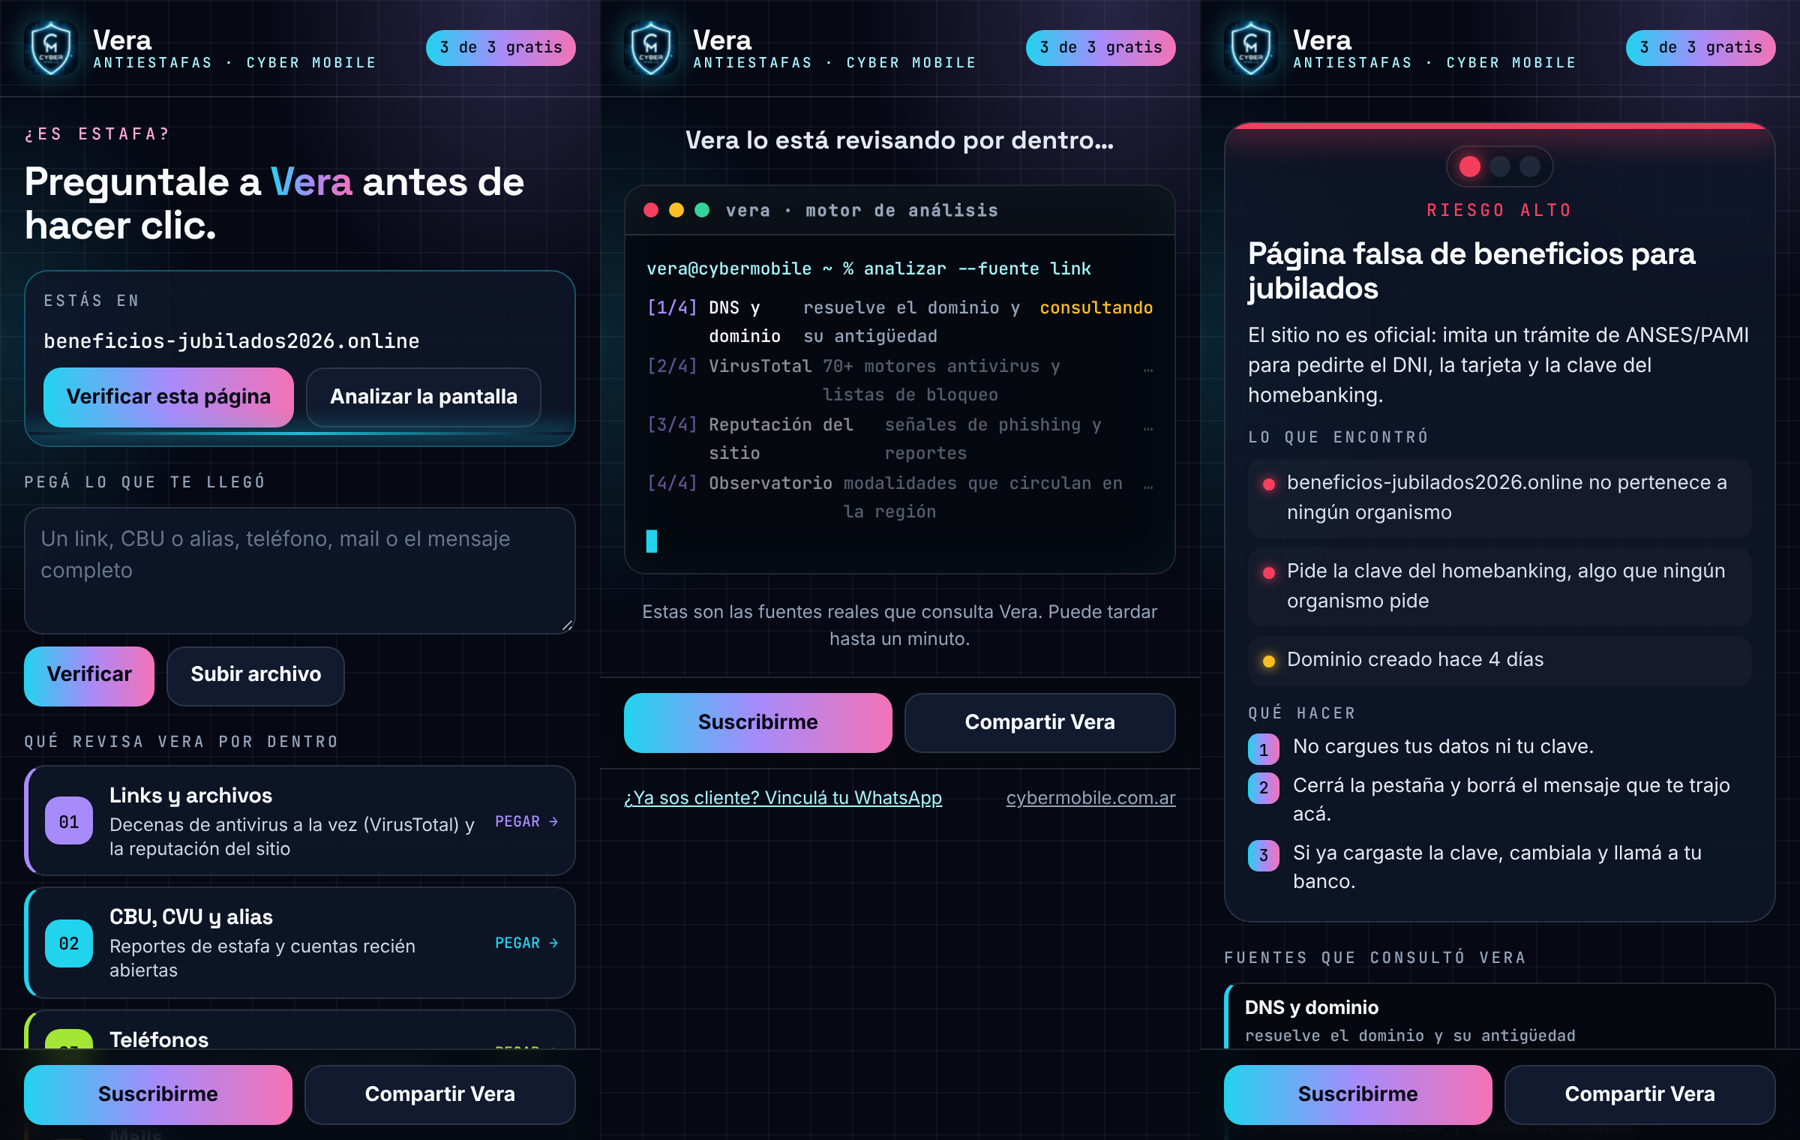 Vera
ANTIESTAFAS · CYBER MOBILE
3 de 3 gratis
¿ES ESTAFA?
Preguntale a Vera antes de
hacer clic.
ESTÁS EN
beneficios-jubilados2026.online
Verificar esta página
Analizar la pantalla
PEGÁ LO QUE TE LLEGÓ
Un link, CBU o alias, teléfono, mail o el mensaje
completo
Verificar
Subir archivo
QUÉ REVISA VERA POR DENTRO
01
Links y archivos
Decenas de antivirus a la vez (VirusTotal) y
la reputación del sitio
PEGAR →
02
CBU, CVU y alias
Reportes de estafa y cuentas recién
abiertas
PEGAR →
Teléfonos
Suscribirme
Compartir Vera
Mails
Vera
ANTIESTAFAS · CYBER MOBILE
3 de 3 gratis
Vera lo está revisando por dentro...
vera · motor de análisis
vera@cybermobile ~ % analizar --fuente link
[1/4] DNS y resuelve el dominio y consultando
dominio su antigüedad
[2/4] VirusTotal 70+ motores antivirus y …
listas de bloqueo
[3/4] Reputación del señales de phishing y …
sitio reportes
[4/4] Observatorio modalidades que circulan en …
la región
Estas son las fuentes reales que consulta Vera. Puede tardar
hasta un minuto.
Suscribirme
Compartir Vera
¿Ya sos cliente? Vinculá tu WhatsApp
cybermobile.com.ar
Vera
ANTIESTAFAS · CYBER MOBILE
3 de 3 gratis
RIESGO ALTO
Página falsa de beneficios para
jubilados
El sitio no es oficial: imita un trámite de ANSES/PAMI
para pedirte el DNI, la tarjeta y la clave del
homebanking.
LO QUE ENCONTRÓ
beneficios-jubilados2026.online no pertenece a
ningún organismo
Pide la clave del homebanking, algo que ningún
organismo pide
Dominio creado hace 4 días
QUÉ HACER
1 No cargues tus datos ni tu clave.
2 Cerrá la pestaña y borrá el mensaje que te trajo
acá.
3 Si ya cargaste la clave, cambiala y llamá a tu
banco.
FUENTES QUE CONSULTÓ VERA
DNS y dominio
resuelve el dominio y su antigüedad
Suscribirme
Compartir Vera